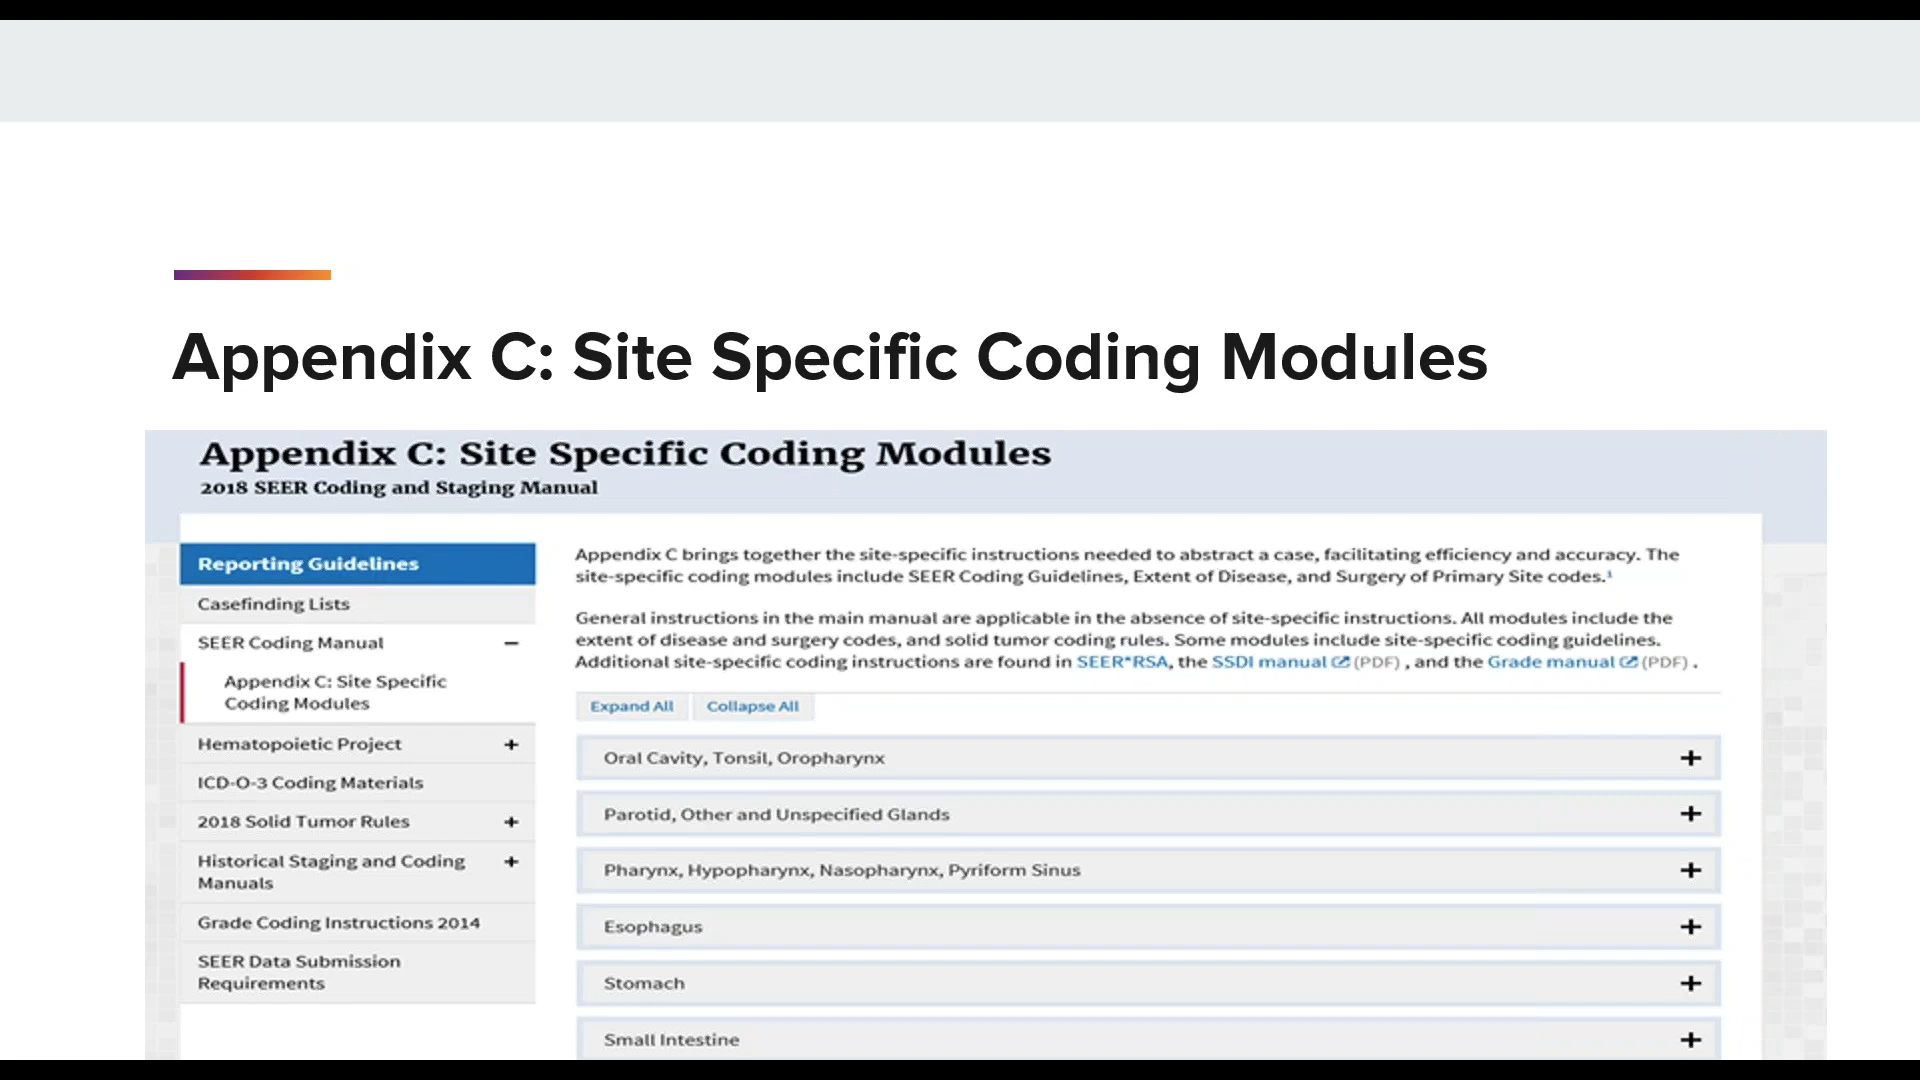 Appendix C: Site Specific Coding Modules
Appendix C: Site Specific Coding Modules
2018 SEER Coding and Staging Manual
Reporting Guidelines
Casefinding Lists
SEER Coding Manual −
Appendix C: Site Specific
Coding Modules
Hematopoietic Project +
ICD-O-3 Coding Materials
2018 Solid Tumor Rules +
Historical Staging and Coding +
Manuals
Grade Coding Instructions 2014
SEER Data Submission
Requirements
Appendix C brings together the site-specific instructions needed to abstract a case, facilitating efficiency and accuracy. The
site-specific coding modules include SEER Coding Guidelines, Extent of Disease, and Surgery of Primary Site codes.¹
General instructions in the main manual are applicable in the absence of site-specific instructions. All modules include the
extent of disease and surgery codes, and solid tumor coding rules. Some modules include site-specific coding guidelines.
Additional site-specific coding instructions are found in SEER*RSA, the SSDI manual (PDF) , and the Grade manual (PDF) .
Expand All Collapse All
Oral Cavity, Tonsil, Oropharynx +
Parotid, Other and Unspecified Glands +
Pharynx, Hypopharynx, Nasopharynx, Pyriform Sinus +
Esophagus +
Stomach +
Small Intestine +